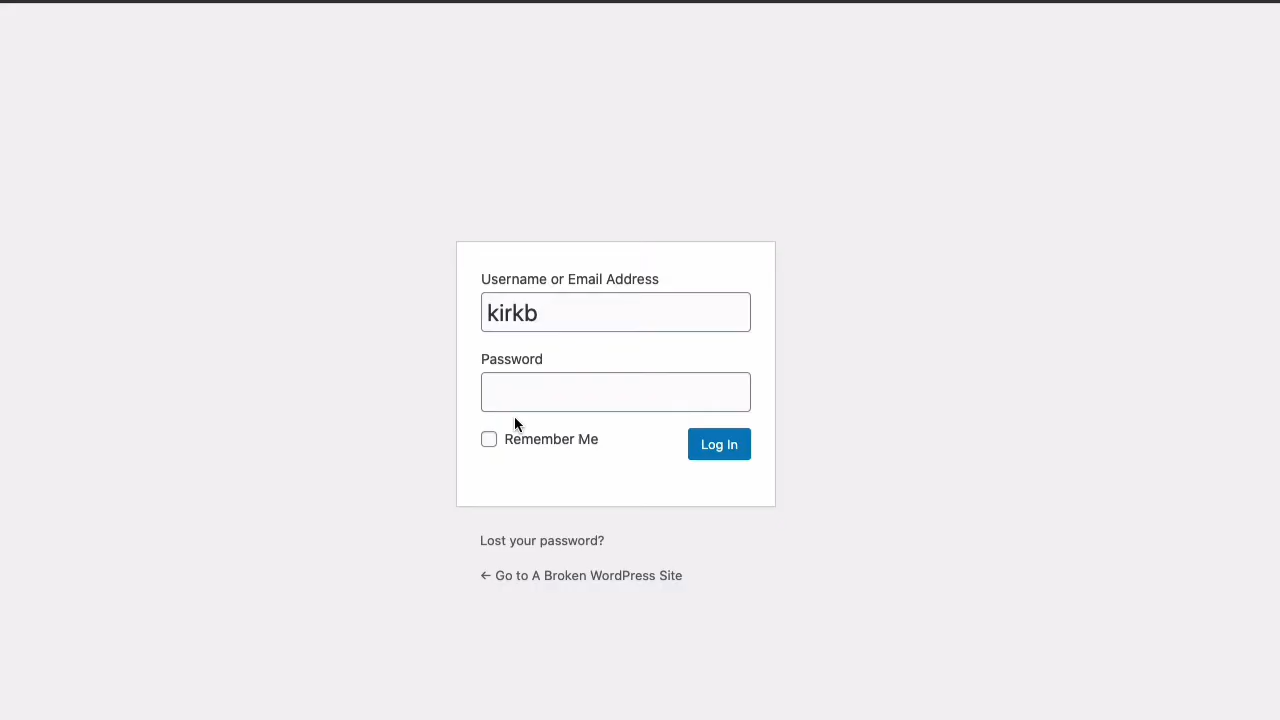 Username or Email Address
kirkb
Password
Remember Me
Log In
Lost your password?
← Go to A Broken WordPress Site